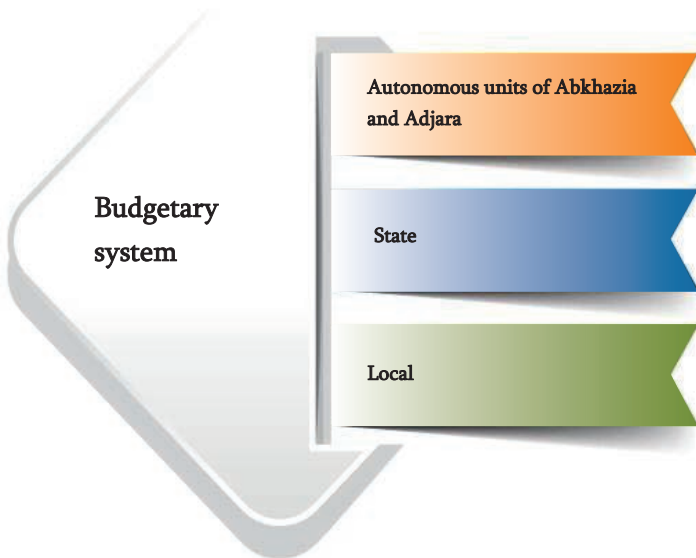 Budgetary
system
Autonomous units of Abkhazia
and Adjara
State
Local